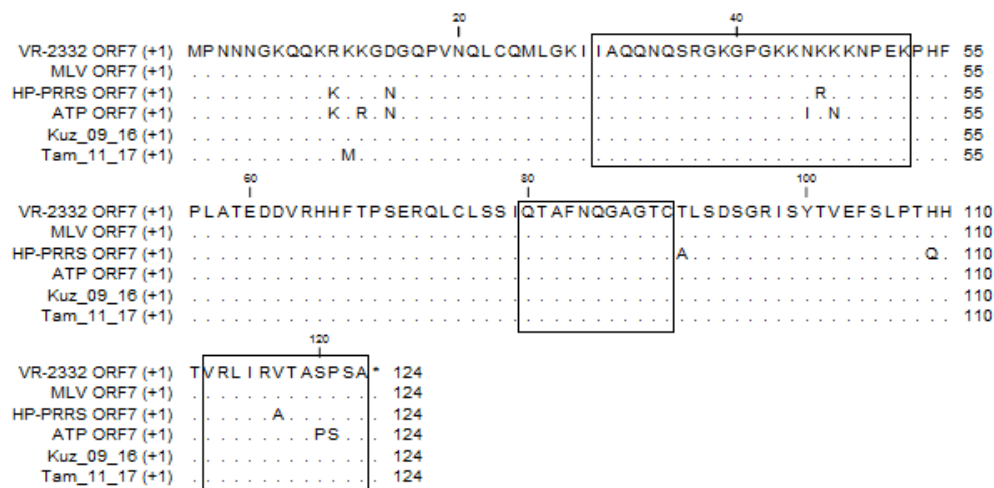 20 40
VR-2332 ORF7 (+1) MPNNNGKQQKRKKGDGQPVNQLCQMLGKIIAQQNQSRGKGPGKKNKKKNPEKPHF 55
MLV ORF7 (+1) ....................................................... 55
HP-PRRS ORF7 (+1) ..........K...N..............................R......... 55
ATP ORF7 (+1) ..........K.R.N.............................I.N........ 55
Kuz_09_16 (+1) ....................................................... 55
Tam_11_17 (+1) ...........M........................................... 55
60 80 100
VR-2332 ORF7 (+1) PLATEDDVRHHFTPSERQLCLSSIQTAFNQGAGTCTLSDSGRISYTVEFSLPTHH 110
MLV ORF7 (+1) ....................................................... 110
HP-PRRS ORF7 (+1) ...................................A.................Q. 110
ATP ORF7 (+1) ....................................................... 110
Kuz_09_16 (+1) ....................................................... 110
Tam_11_17 (+1) ....................................................... 110
120
VR-2332 ORF7 (+1) TVRLIRVTASPSA* 124
MLV ORF7 (+1) .............. 124
HP-PRRS ORF7 (+1) ......A....... 124
ATP ORF7 (+1) .........PS... 124
Kuz_09_16 (+1) .............. 124
Tam_11_17 (+1) .............. 124